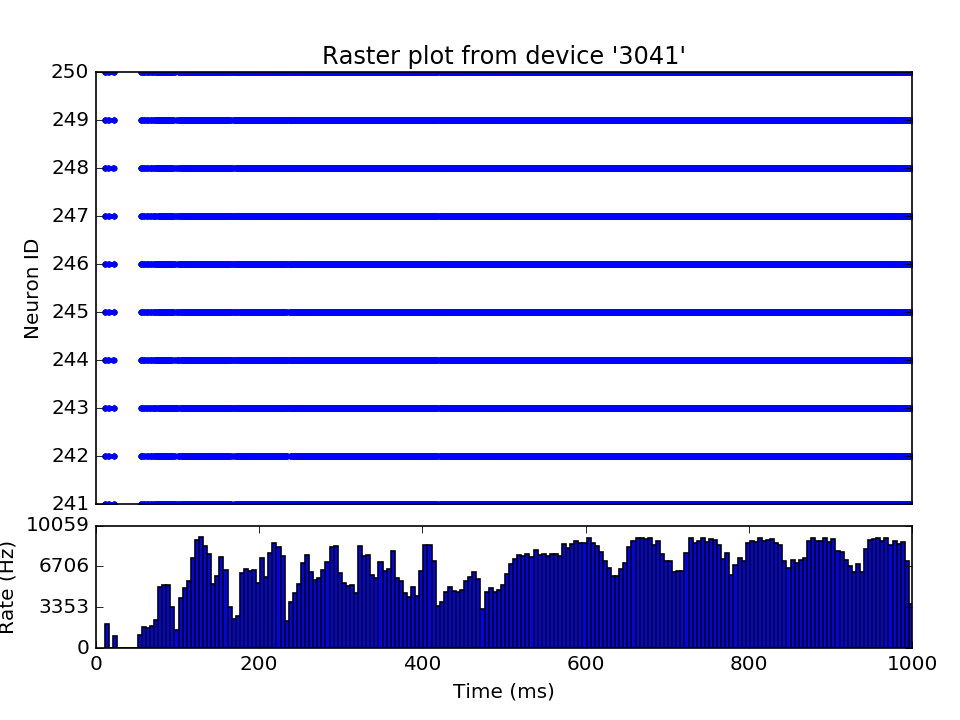 Raster plot from device '3041'
250
249
248
247
246
245
244
243
242
241
Neuron ID
10059
6706
3353
0
Rate (Hz)
0 200 400 600 800 1000
Time (ms)